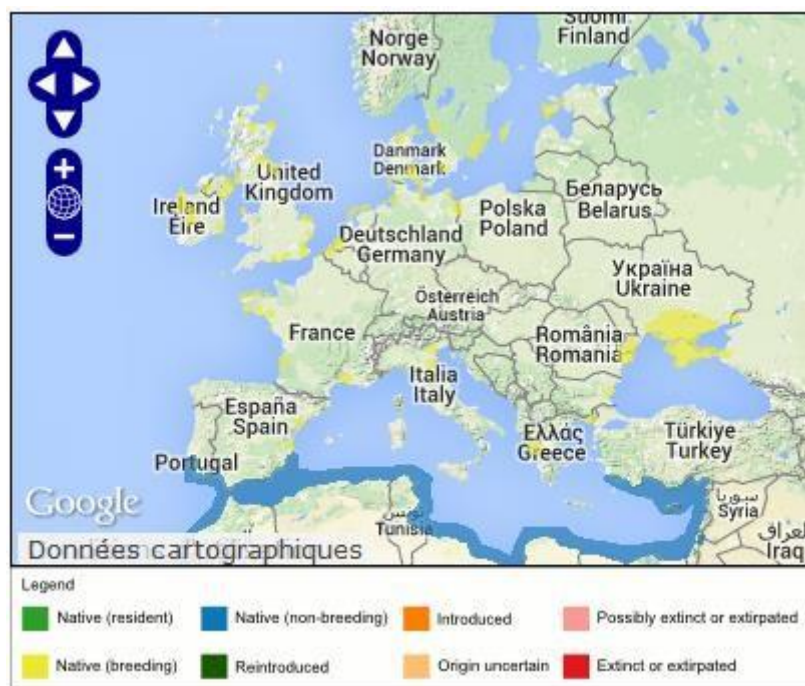 Suomi
Finland
Norge
Norway
Danmark
Denmark
United
Kingdom
Ireland
Éire
Беларусь
Belarus
Polska
Poland
Deutschland
Germany
Україна
Ukraine
Österreich
Austria
France
România
Romania
Italia
Italy
España
Spain
Ελλάς
Greece
Türkiye
Turkey
Portugal
سوريا
Syria
Google
تونس
Tunisia
العراق
Iraq
Données cartographiques
Legend
Native (resident)
Native (non-breeding)
Introduced
Possibly extinct or extirpated
Native (breeding)
Reintroduced
Origin uncertain
Extinct or extirpated